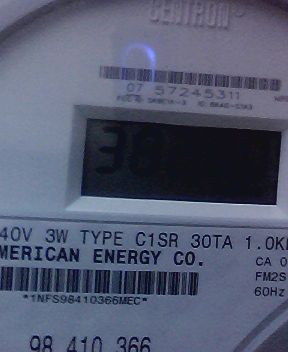 CENTRON
07 57245311
38
40V 3W TYPE C1SR 30TA 1.0K
MERICAN ENERGY CO.
CA 0
FM2S
60Hz
*1NFS98410366MEC*
98 410 366